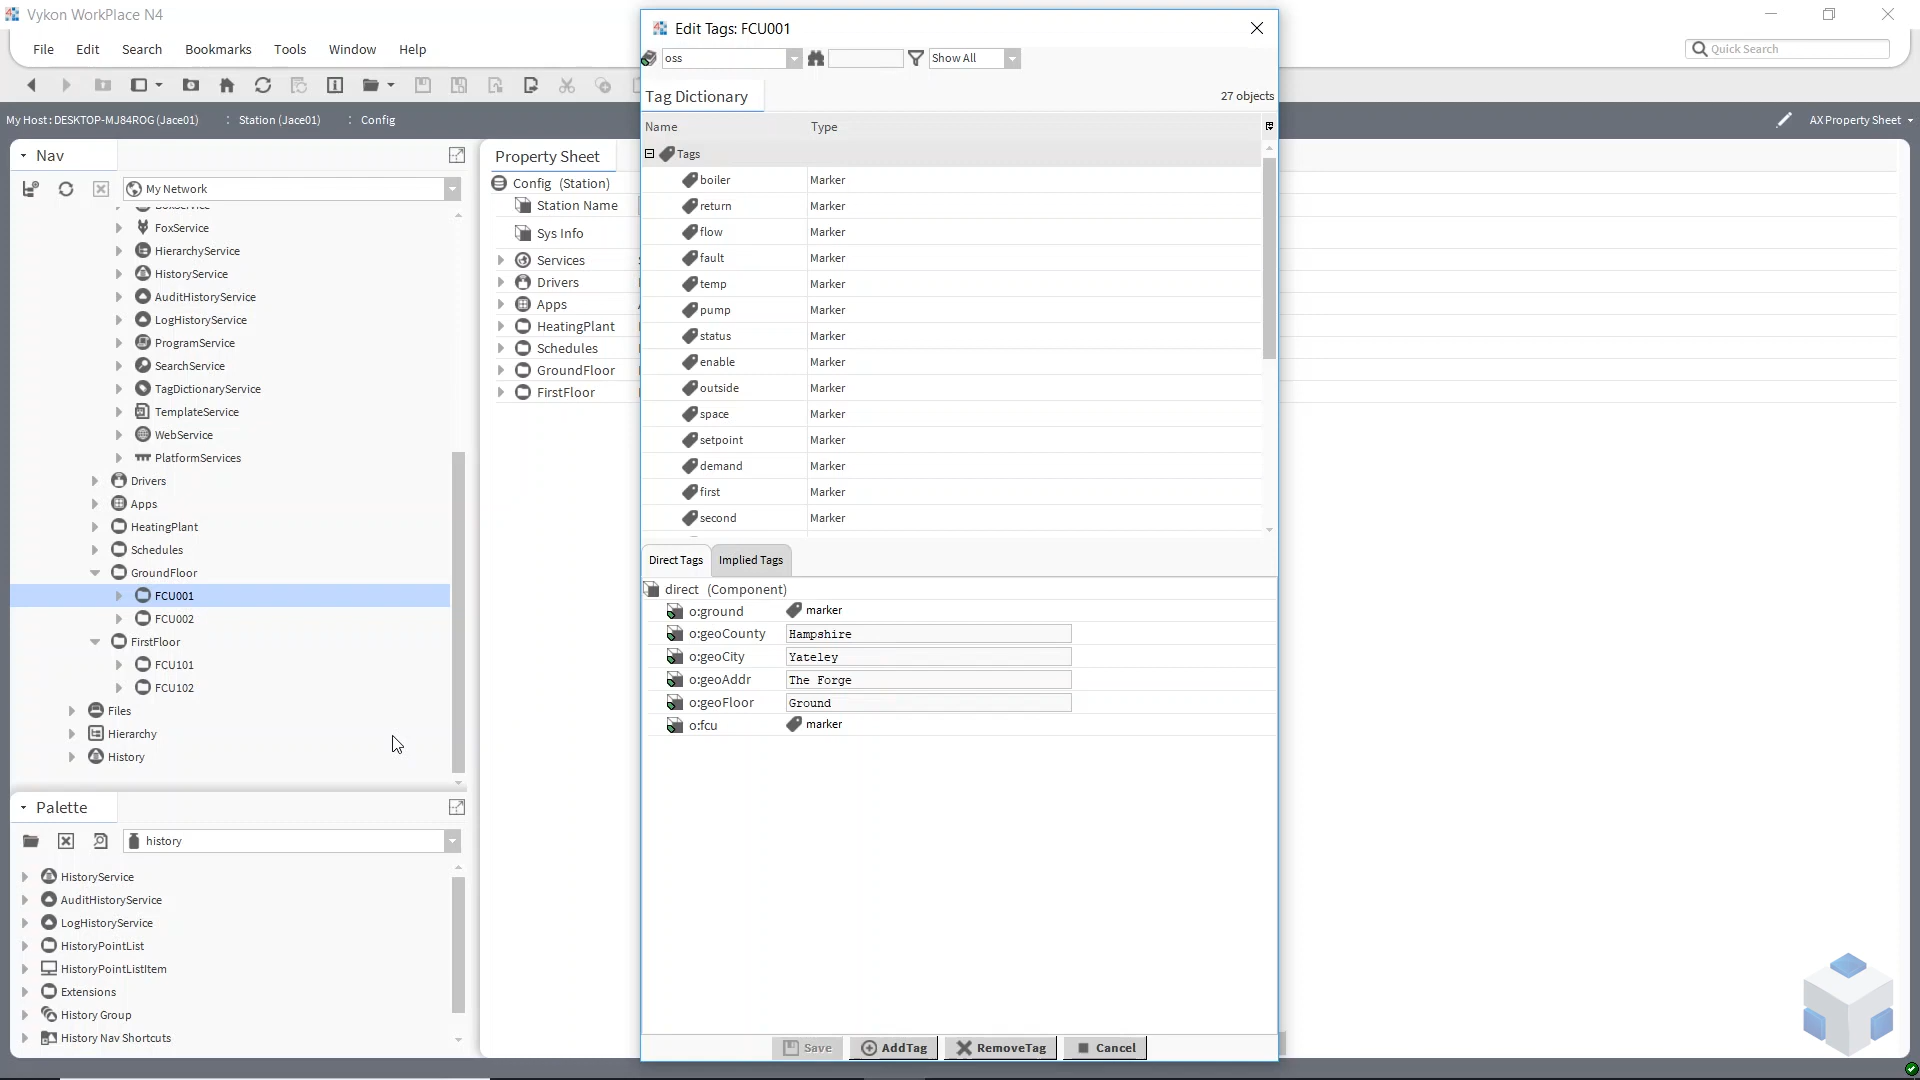 Vykon WorkPlace N4
File Edit Search Bookmarks Tools Window Help
Quick Search
My Host : DESKTOP-MJ84ROG (Jace01) : Station (Jace01) : Config
AX Property Sheet
Nav
My Network
BoxService
FoxService
HierarchyService
HistoryService
AuditHistoryService
LogHistoryService
ProgramService
SearchService
TagDictionaryService
TemplateService
WebService
PlatformServices
Drivers
Apps
HeatingPlant
Schedules
GroundFloor
FCU001
FCU002
FirstFloor
FCU101
FCU102
Files
Hierarchy
History
Palette
history
HistoryService
AuditHistoryService
LogHistoryService
HistoryPointList
HistoryPointListItem
Extensions
History Group
History Nav Shortcuts
Property Sheet
Config (Station)
Station Name
Sys Info
Services
Drivers
Apps
HeatingPlant
Schedules
GroundFloor
FirstFloor
Edit Tags: FCU001
oss
Show All
Tag Dictionary
27 objects
Name Type
Tags
boiler Marker
return Marker
flow Marker
fault Marker
temp Marker
pump Marker
status Marker
enable Marker
outside Marker
space Marker
setpoint Marker
demand Marker
first Marker
second Marker
Direct Tags Implied Tags
direct (Component)
o:ground marker
o:geoCounty Hampshire
o:geoCity Yateley
o:geoAddr The Forge
o:geoFloor Ground
o:fcu marker
Save AddTag RemoveTag Cancel